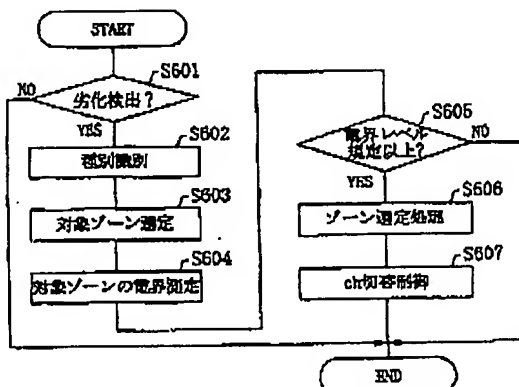 START
S601
NO
劣化検出?
YES
S602
種別識別
S603
対象ゾーン選定
S604
対象ゾーンの電界測定
S605
電界レベル
規定以上?
NO
YES
S606
ゾーン選定処理
S607
ch切替制御
END